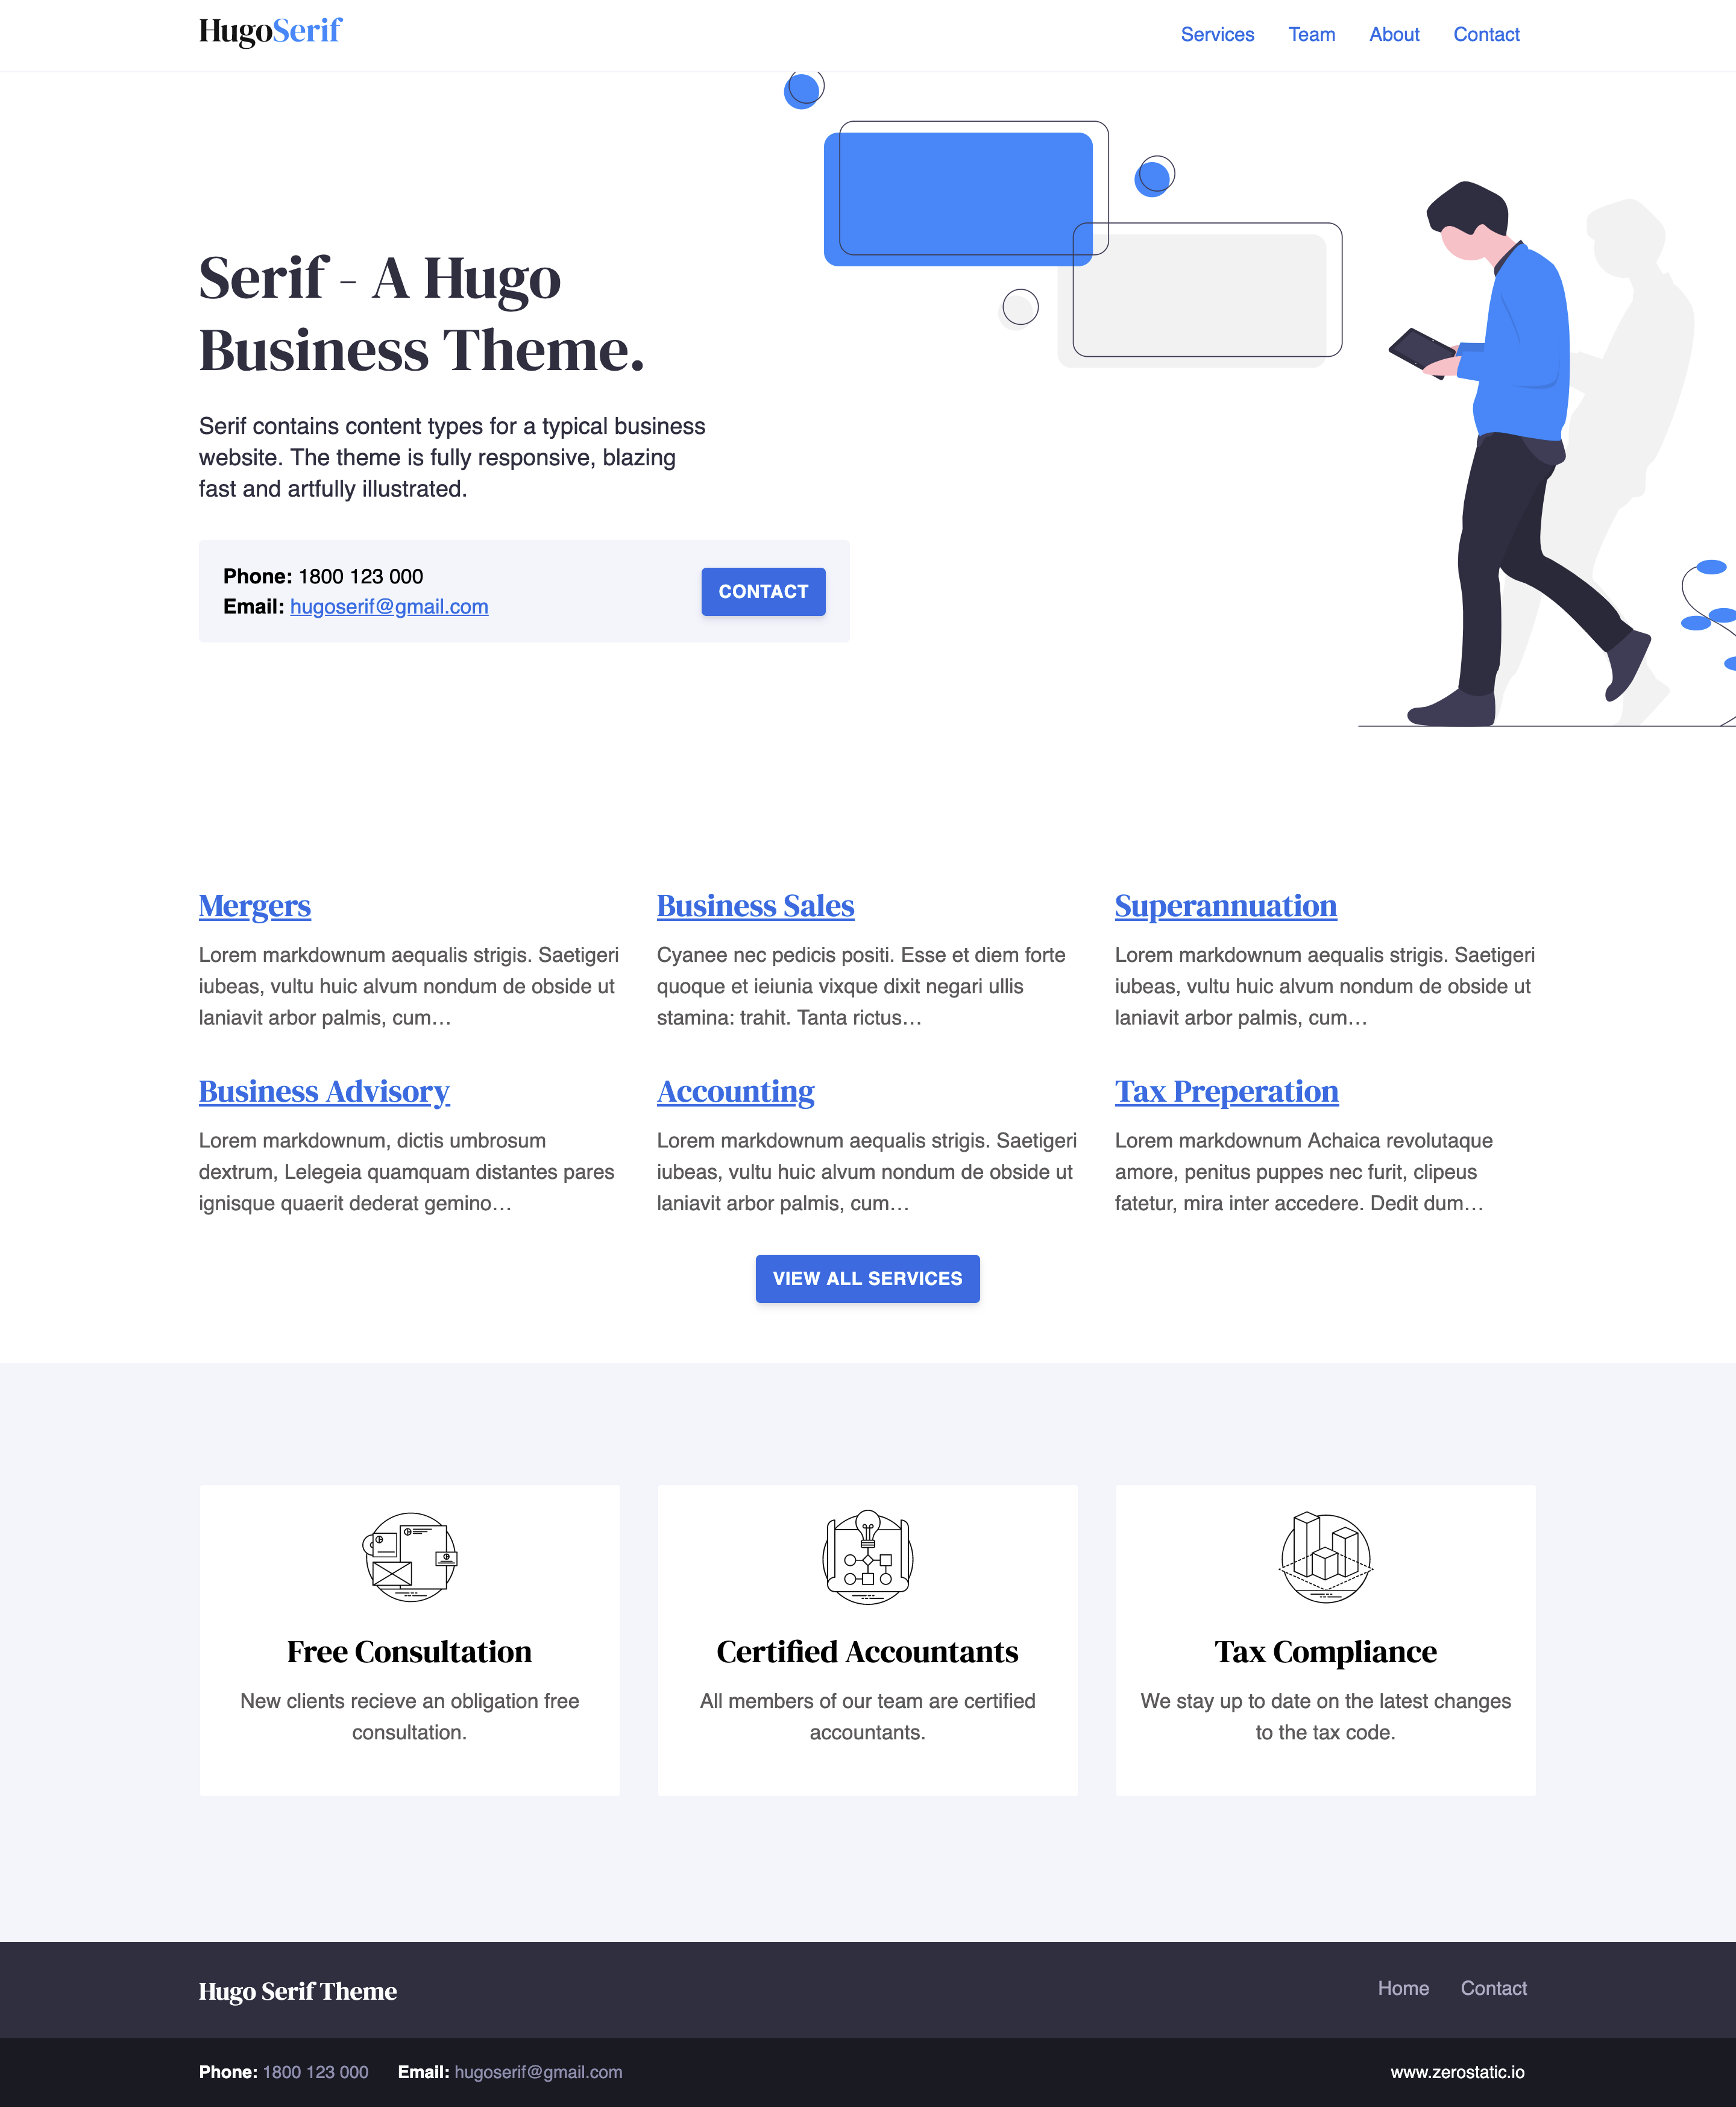 HugoSerif
Services Team About Contact
Serif - A Hugo
Business Theme.
Serif contains content types for a typical business
website. The theme is fully responsive, blazing
fast and artfully illustrated.
Phone: 1800 123 000
Email: hugoserif@gmail.com
CONTACT
Mergers
Lorem markdownum aequalis strigis. Saetigeri
iubeas, vultu huic alvum nondum de obside ut
laniavit arbor palmis, cum…
Business Sales
Cyanee nec pedicis positi. Esse et diem forte
quoque et ieiunia vixque dixit negari ullis
stamina: trahit. Tanta rictus…
Superannuation
Lorem markdownum aequalis strigis. Saetigeri
iubeas, vultu huic alvum nondum de obside ut
laniavit arbor palmis, cum…
Business Advisory
Lorem markdownum, dictis umbrosum
dextrum, Lelegeia quamquam distantes pares
ignisque quaerit dederat gemino…
Accounting
Lorem markdownum aequalis strigis. Saetigeri
iubeas, vultu huic alvum nondum de obside ut
laniavit arbor palmis, cum…
Tax Preperation
Lorem markdownum Achaica revolutaque
amore, penitus puppes nec furit, clipeus
fatetur, mira inter accedere. Dedit dum…
VIEW ALL SERVICES
Free Consultation
New clients recieve an obligation free
consultation.
Certified Accountants
All members of our team are certified
accountants.
Tax Compliance
We stay up to date on the latest changes
to the tax code.
Hugo Serif Theme
Home Contact
Phone: 1800 123 000 Email: hugoserif@gmail.com
www.zerostatic.io